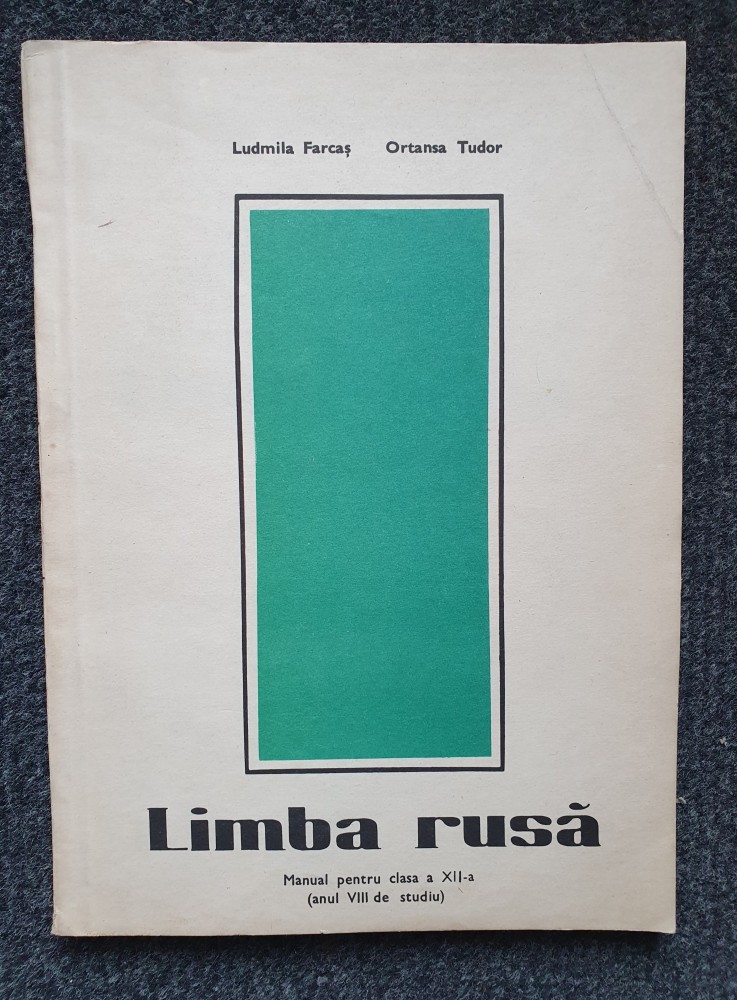 Ludmila Farcaș Ortansa Tudor
Limba rusă
Manual pentru clasa a XII-a
(anul VIII de studiu)